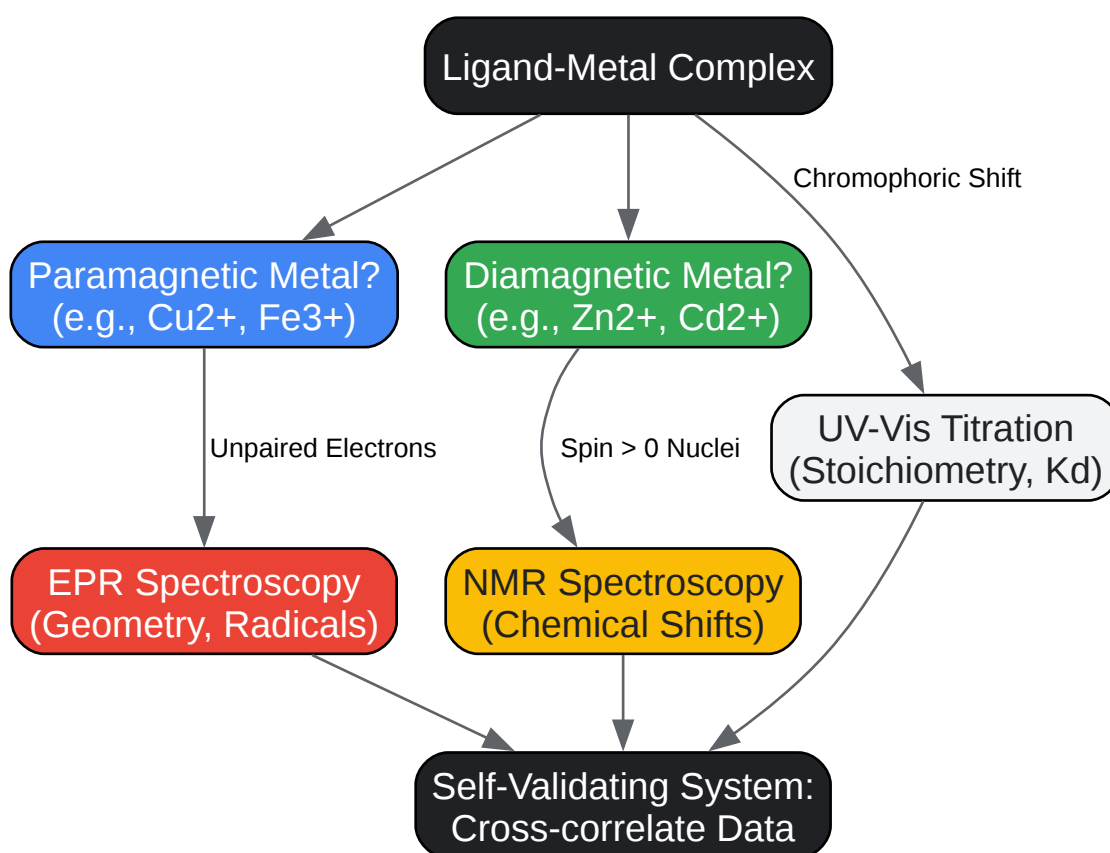 Ligand-Metal Complex
Chromophoric Shift
Paramagnetic Metal?
(e.g., Cu2+, Fe3+)
Diamagnetic Metal?
(e.g., Zn2+, Cd2+)
UV-Vis Titration
(Stoichiometry, Kd)
Unpaired Electrons
Spin > 0 Nuclei
EPR Spectroscopy
(Geometry, Radicals)
NMR Spectroscopy
(Chemical Shifts)
Self-Validating System:
Cross-correlate Data